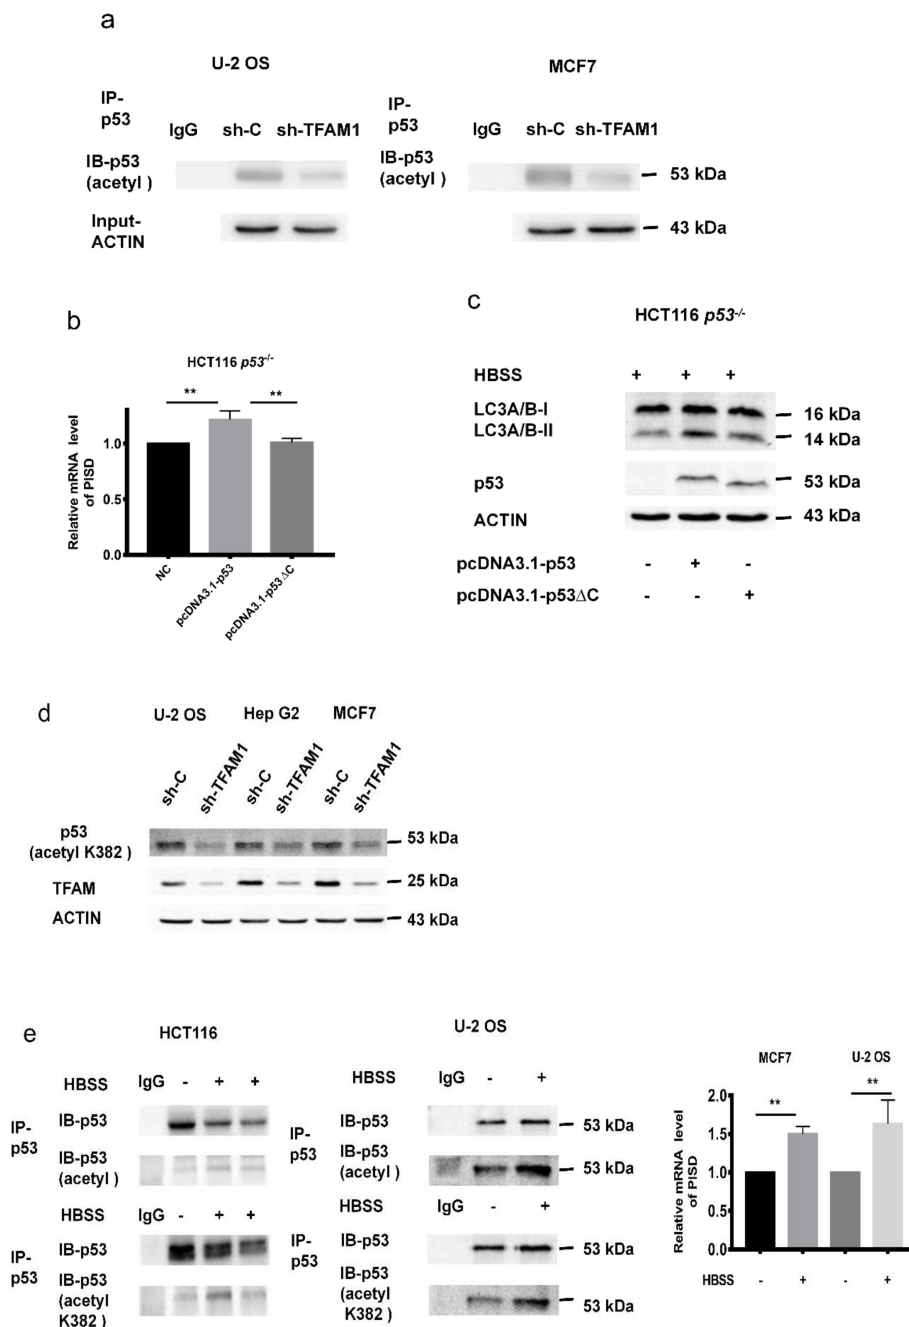 a
U-2 OS
MCF7
IP-
p53
IgG sh-C sh-TFAM1
IP-
p53
IgG sh-C sh-TFAM1
IB-p53
(acetyl )
IB-p53
(acetyl )
53 kDa
Input-
ACTIN
43 kDa
b
HCT116 p53-/-
** **
Relative mRNA level
of PISD
1.0
0.5
0.0
NC
pcDNA3.1-p53
pcDNA3.1-p53ΔC
c
HCT116 p53-/-
HBSS + + +
LC3A/B-I 16 kDa
LC3A/B-II 14 kDa
p53 53 kDa
ACTIN 43 kDa
pcDNA3.1-p53 - + -
pcDNA3.1-p53ΔC - - +
d
U-2 OS Hep G2 MCF7
sh-C sh-TFAM1 sh-C sh-TFAM1 sh-C sh-TFAM1
p53
(acetyl K382 )
53 kDa
TFAM 25 kDa
ACTIN 43 kDa
e
HCT116
HBSS IgG - + +
IP-
p53
IB-p53
IB-p53
(acetyl )
HBSS IgG - + +
IP-
p53
IB-p53
IB-p53
(acetyl
K382 )
U-2 OS
HBSS IgG - +
IP-
p53
IB-p53 53 kDa
IB-p53
(acetyl )
53 kDa
HBSS IgG - +
IP-
p53
IB-p53 53 kDa
IB-p53
(acetyl
K382 )
53 kDa
MCF7 U-2 OS
** **
Relative mRNA level
of PISD
2.0
1.5
1.0
0.5
0.0
HBSS - + - +